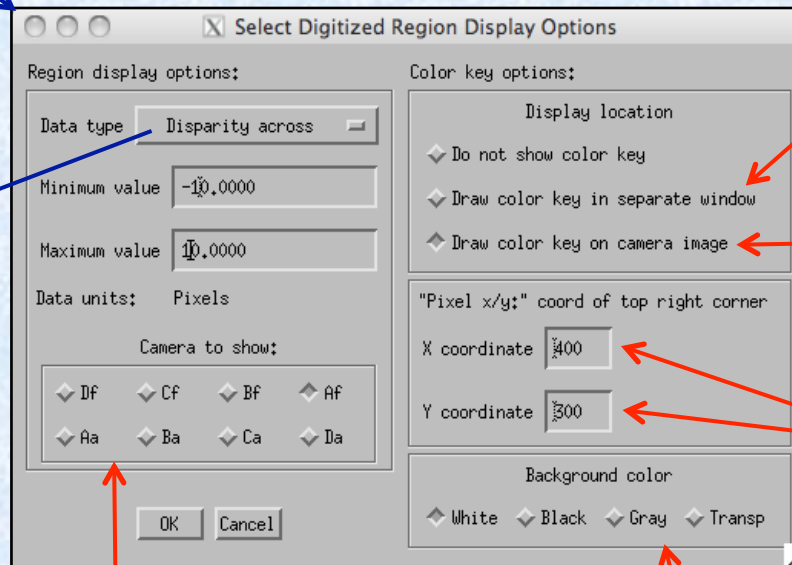 Select Digitized Region Display Options
Region display options:
Data type Disparity across
Minimum value -10.0000
Maximum value 10.0000
Data units: Pixels
Camera to show:
Df Cf Bf Af
Aa Ba Ca Da
OK Cancel
Color key options:
Display location
Do not show color key
Draw color key in separate window
Draw color key on camera image
"Pixel x/y:" coord of top right corner
X coordinate 400
Y coordinate 300
Background color
White Black Gray Transp